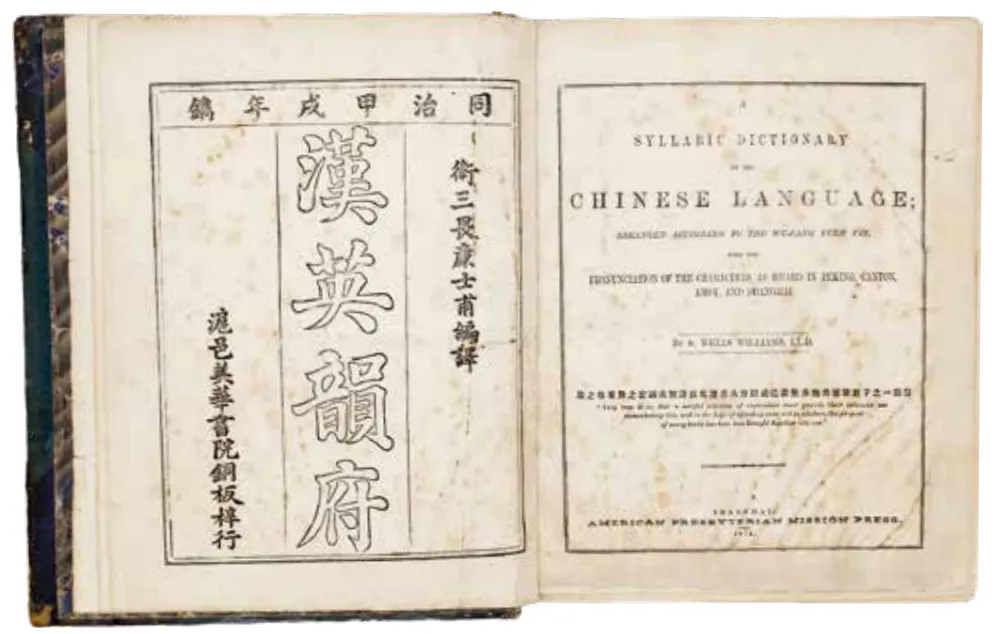 同治甲戌年鐫
衛三畏廉士甫編譯
漢英韻府
滬邑美華書院銅板梓行
A
SYLLABIC DICTIONARY
OF THE
CHINESE LANGUAGE;
ARRANGED ACCORDING TO THE WU-FANG YUEN YIN,
WITH THE
PRONUNCIATION OF THE CHARACTERS AS HEARD IN PEKING, CANTON,
AMOY, AND SHANGHAI.
BY S. WELLS WILLIAMS, LL.D.
SHANGHAI:
AMERICAN PRESBYTERIAN MISSION PRESS.
1874.